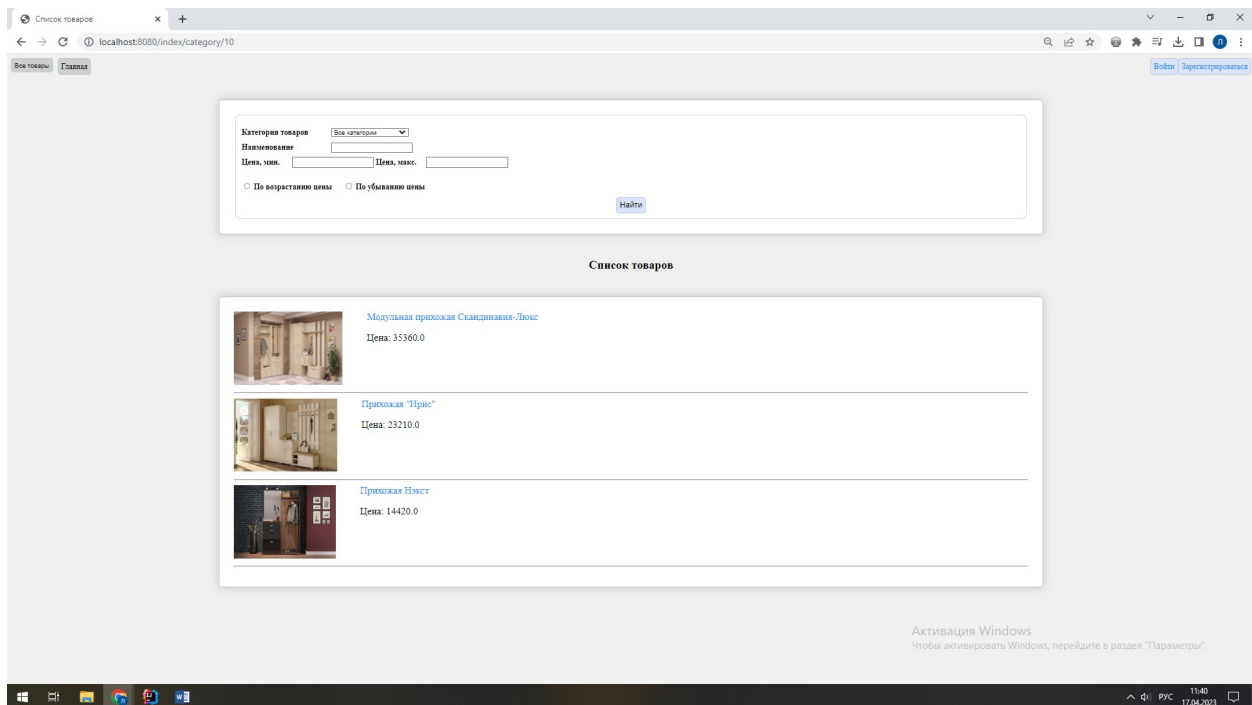 Список товаров
localhost:8080/index/category/10
Все товары Главная Войти Зарегистрироваться
Категория товаров Все категории
Наименование
Цена, мин. Цена, макс.
По возрастанию цены По убыванию цены
Найти
Список товаров
Модульная прихожая Скандинавия-Люкс
Цена: 35360.0
Прихожая "Ирис"
Цена: 23210.0
Прихожая Нэкст
Цена: 14420.0
Активация Windows
Чтобы активировать Windows, перейдите в раздел "Параметры".
РУС 11:40
17.04.2023